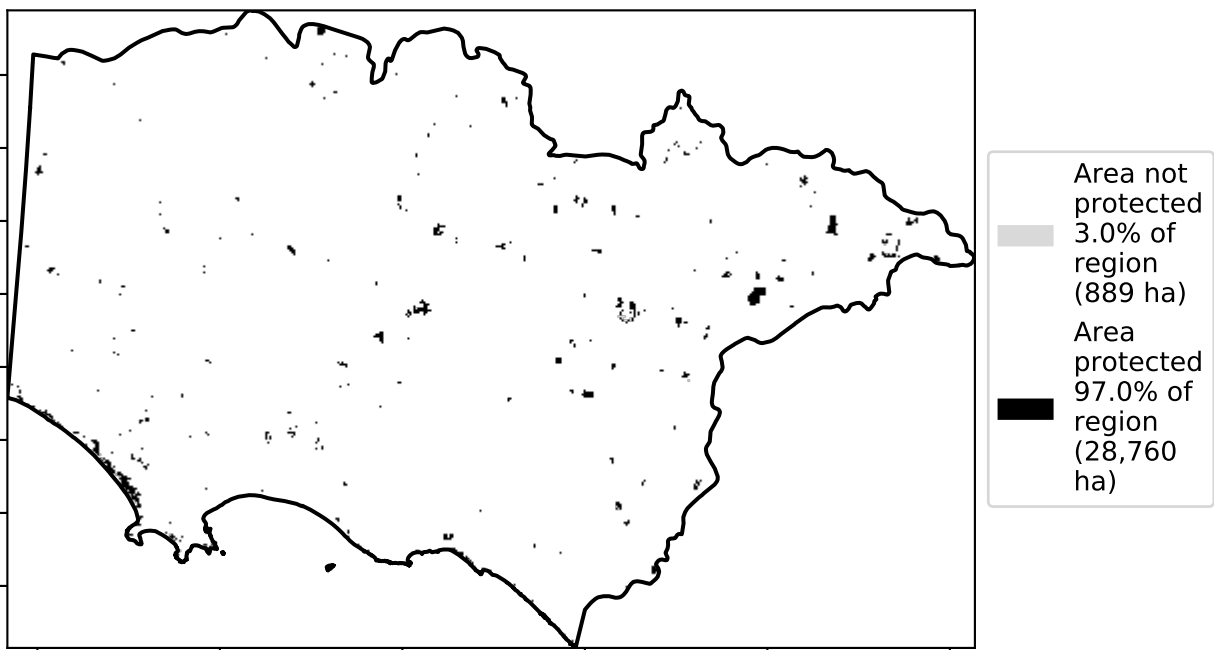 Area not
protected
3.0% of
region
(889 ha)
Area
protected
97.0% of
region
(28,760
ha)